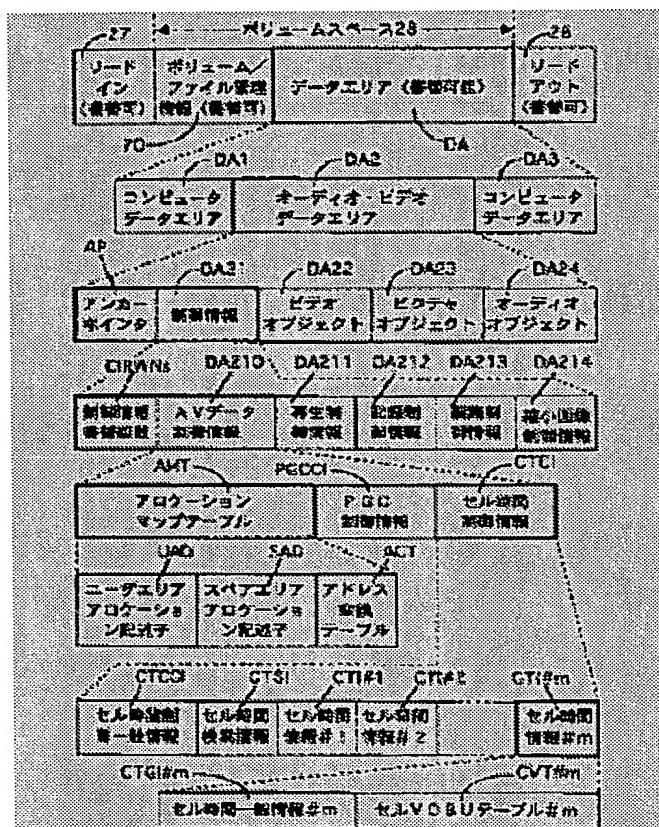 27
ボリュームスペース28
26
リード
イン
(書替可)
ボリューム/
ファイル管理
情報(書替可)
データエリア(書替可能)
リード
アウト
(書替可)
70
DA
DA1
DA2
DA3
コンピュータ
データエリア
オーディオ・ビデオ
データエリア
コンピュータ
データエリア
AP
DA21
DA22
DA23
DA24
アンカー
ポインタ
制御情報
ビデオ
オブジェクト
ピクチャ
オブジェクト
オーディオ
オブジェクト
CIRWNs
DA210
DA211
DA212
DA213
DA214
制御情報
書替回数
AVデータ
制御情報
再生制
御情報
記録制
御情報
編集制
御情報
縮小画像
制御情報
AMT
PGCCI
CTCI
アロケーション
マップテーブル
PGC
制御情報
セル時間
制御情報
UAD
SAD
ACT
ユーザエリア
アロケーショ
ン記述子
スペアエリア
アロケーショ
ン記述子
アドレス
変換
テーブル
CTCGI
CTSI
CTI#1
CTI#2
CTI#m
セル時間制
御一般情報
セル時間
検索情報
セル時間
情報#1
セル時間
情報#2
セル時間
情報#m
CTGI#m
CVT#m
セル時間一般情報#m
セルVOBUテーブル#m